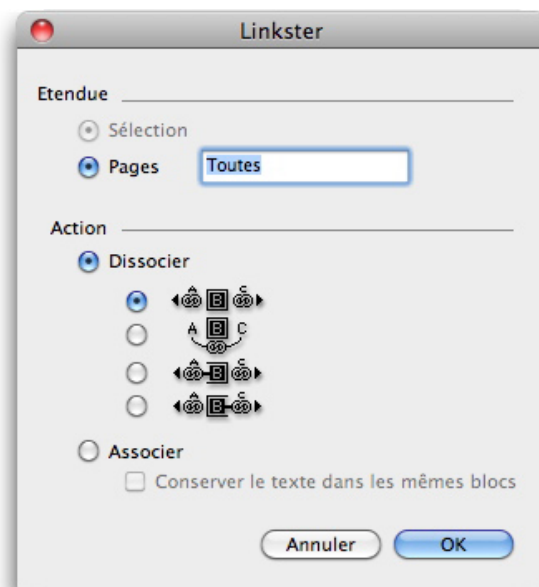 Linkster
Etendue
Sélection
Pages Toutes
Action
Dissocier
A B C
A B C
A B C
A B C
Associer
Conserver le texte dans les mêmes blocs
Annuler OK